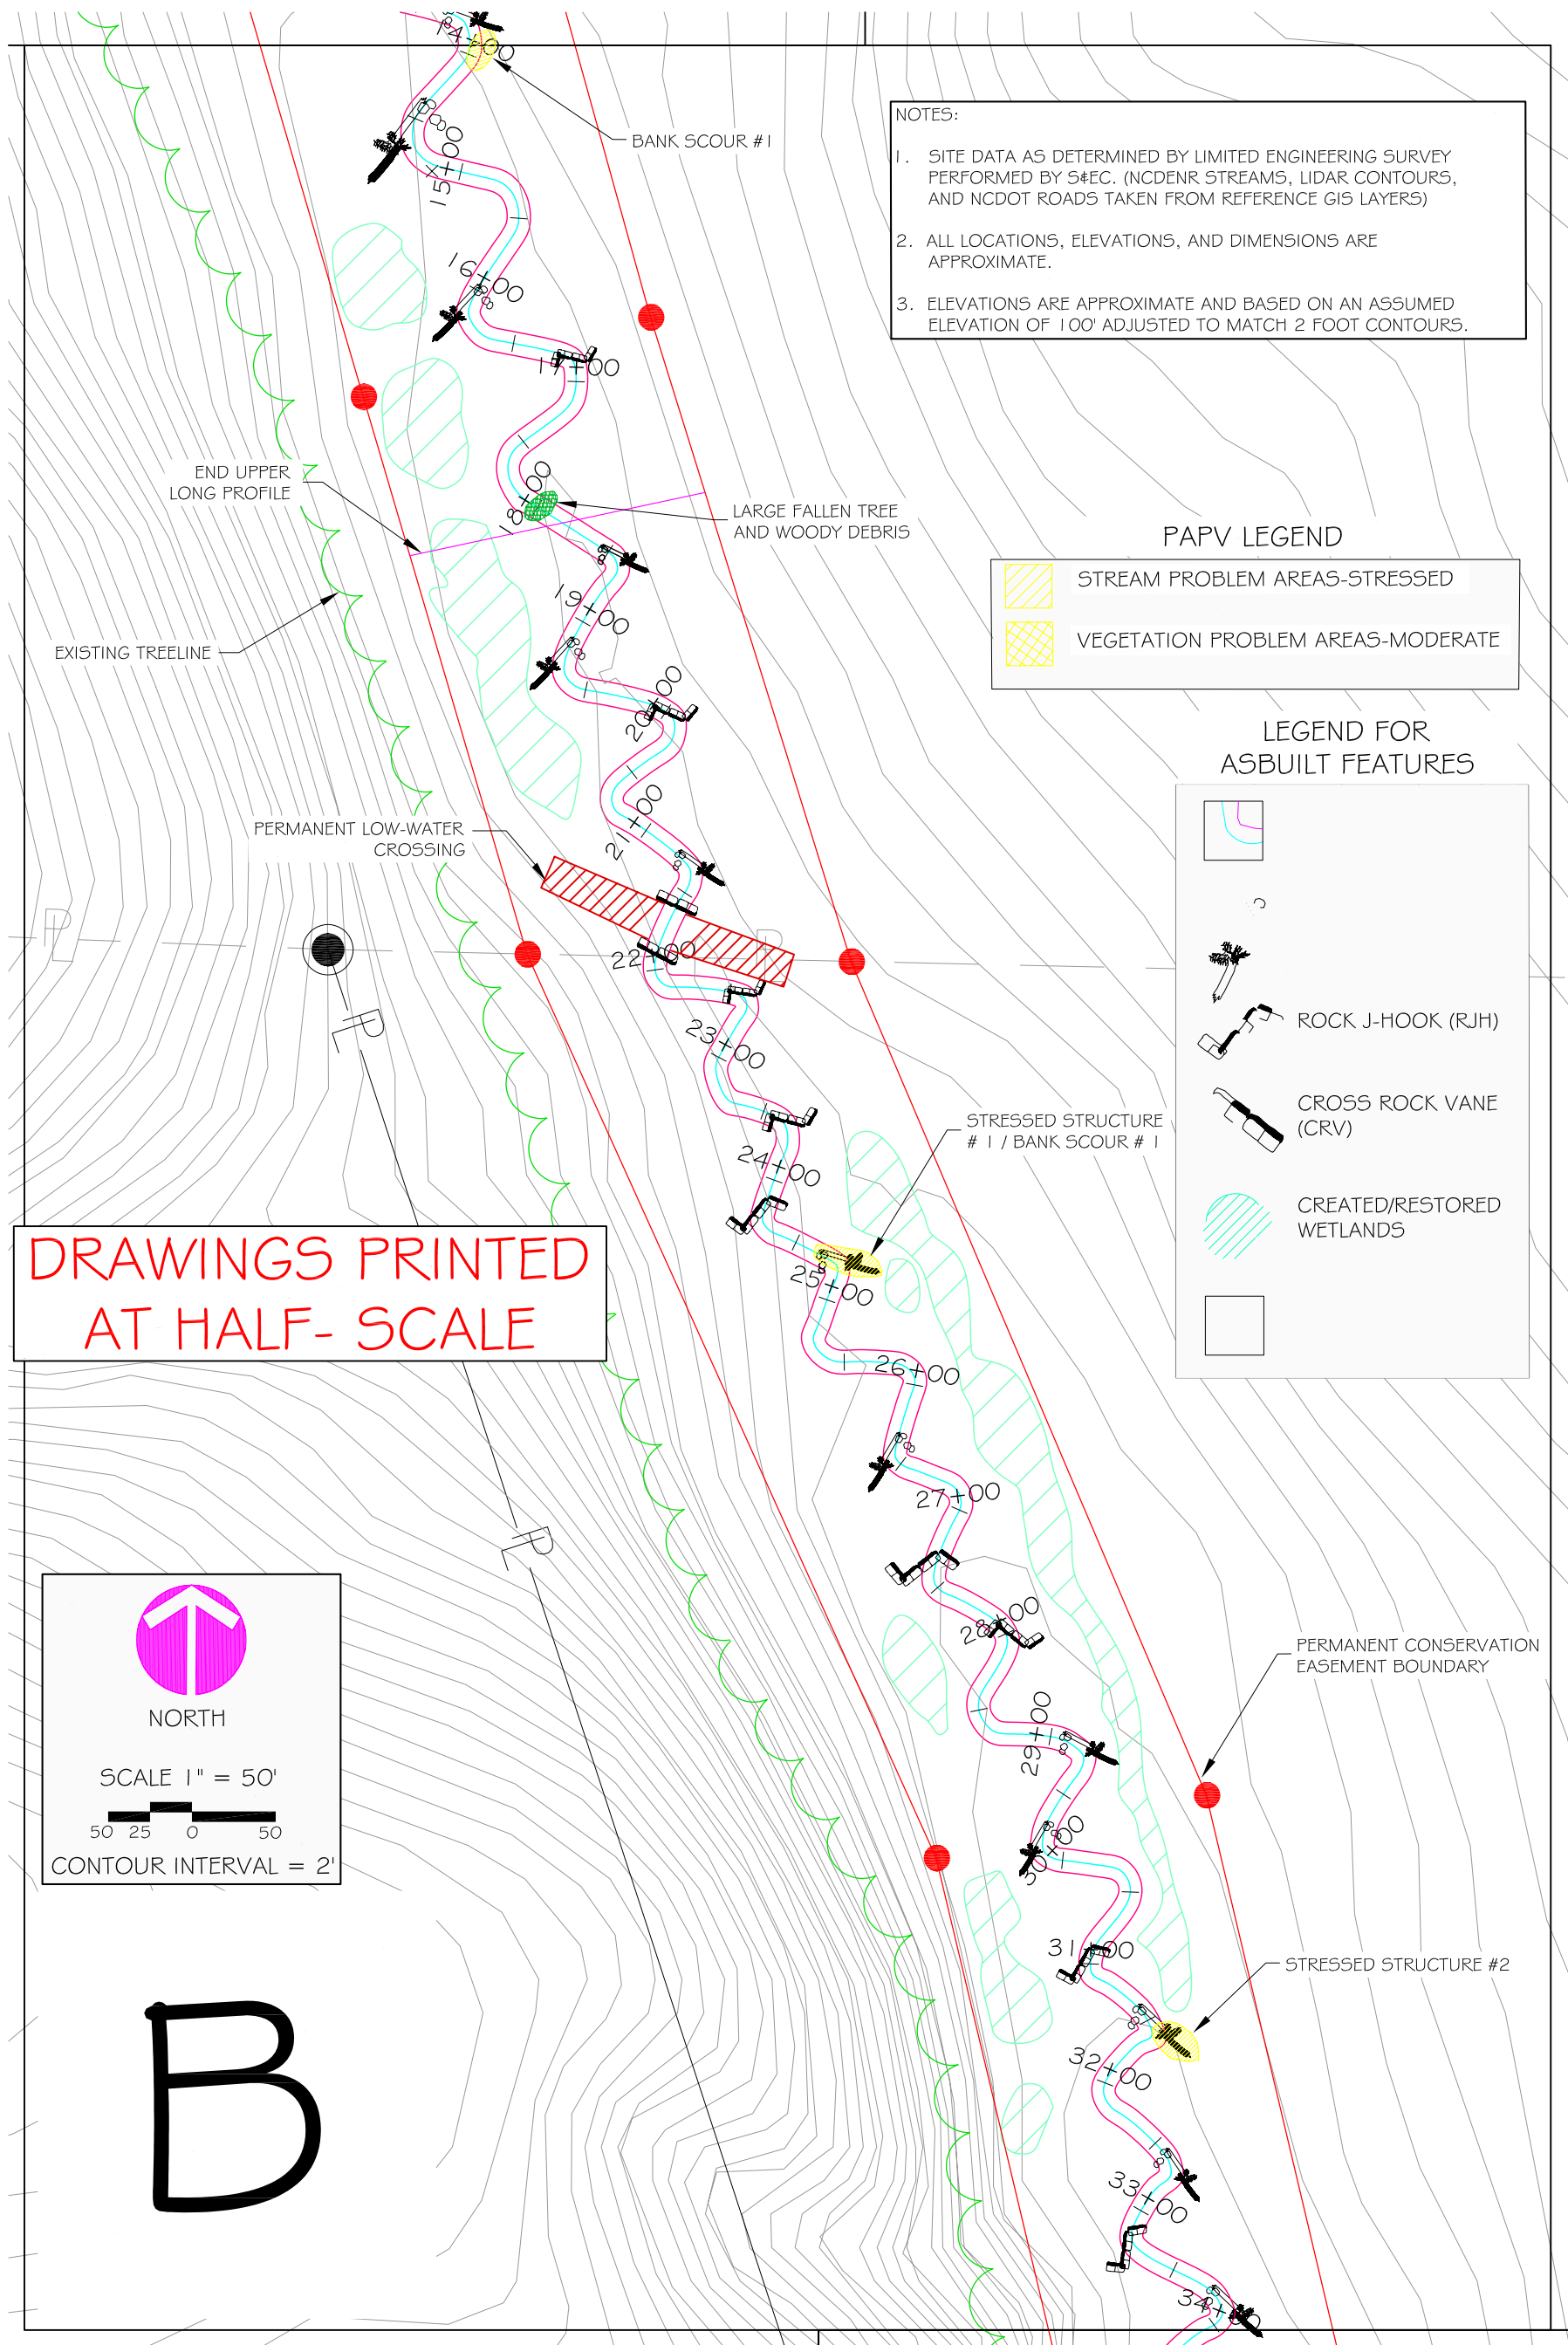 14+00
BANK SCOUR #1
15+00
NOTES:
1. SITE DATA AS DETERMINED BY LIMITED ENGINEERING SURVEY
PERFORMED BY S&EC. (NCDENR STREAMS, LIDAR CONTOURS,
AND NCDOT ROADS TAKEN FROM REFERENCE GIS LAYERS)
2. ALL LOCATIONS, ELEVATIONS, AND DIMENSIONS ARE
APPROXIMATE.
3. ELEVATIONS ARE APPROXIMATE AND BASED ON AN ASSUMED
ELEVATION OF 100' ADJUSTED TO MATCH 2 FOOT CONTOURS.
16+00
17+00
END UPPER
LONG PROFILE
18+00
LARGE FALLEN TREE
AND WOODY DEBRIS
PAPV LEGEND
STREAM PROBLEM AREAS-STRESSED
VEGETATION PROBLEM AREAS-MODERATE
19+00
EXISTING TREELINE
20+00
LEGEND FOR
ASBUILT FEATURES
ROCK J-HOOK (RJH)
CROSS ROCK VANE
(CRV)
CREATED/RESTORED
WETLANDS
21+00
PERMANENT LOW-WATER
CROSSING
PL
PL
22+00
PL
23+00
STRESSED STRUCTURE
# 1 / BANK SCOUR # 1
24+00
DRAWINGS PRINTED
AT HALF- SCALE
25+00
26+00
27+00
PL
28+00
NORTH
SCALE 1" = 50'
50 25 0 50
CONTOUR INTERVAL = 2'
PERMANENT CONSERVATION
EASEMENT BOUNDARY
29+00
30+00
31+00
STRESSED STRUCTURE #2
B
32+00
33+00
34+00